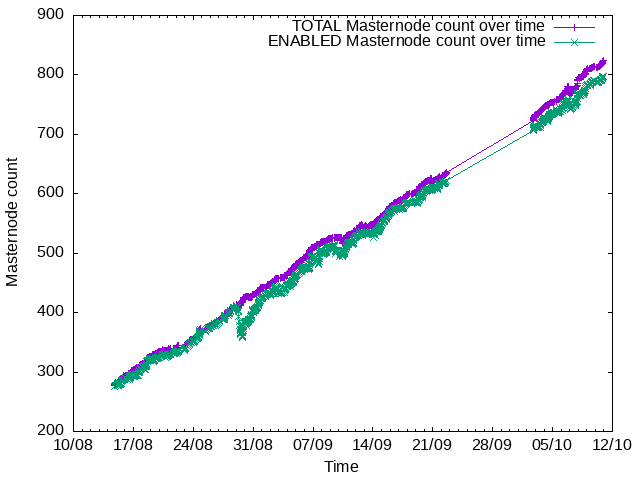 TOTAL Masternode count over time
ENABLED Masternode count over time
900
800
700
600
500
400
300
200
Masternode count
10/08 17/08 24/08 31/08 07/09 14/09 21/09 28/09 05/10 12/10
Time